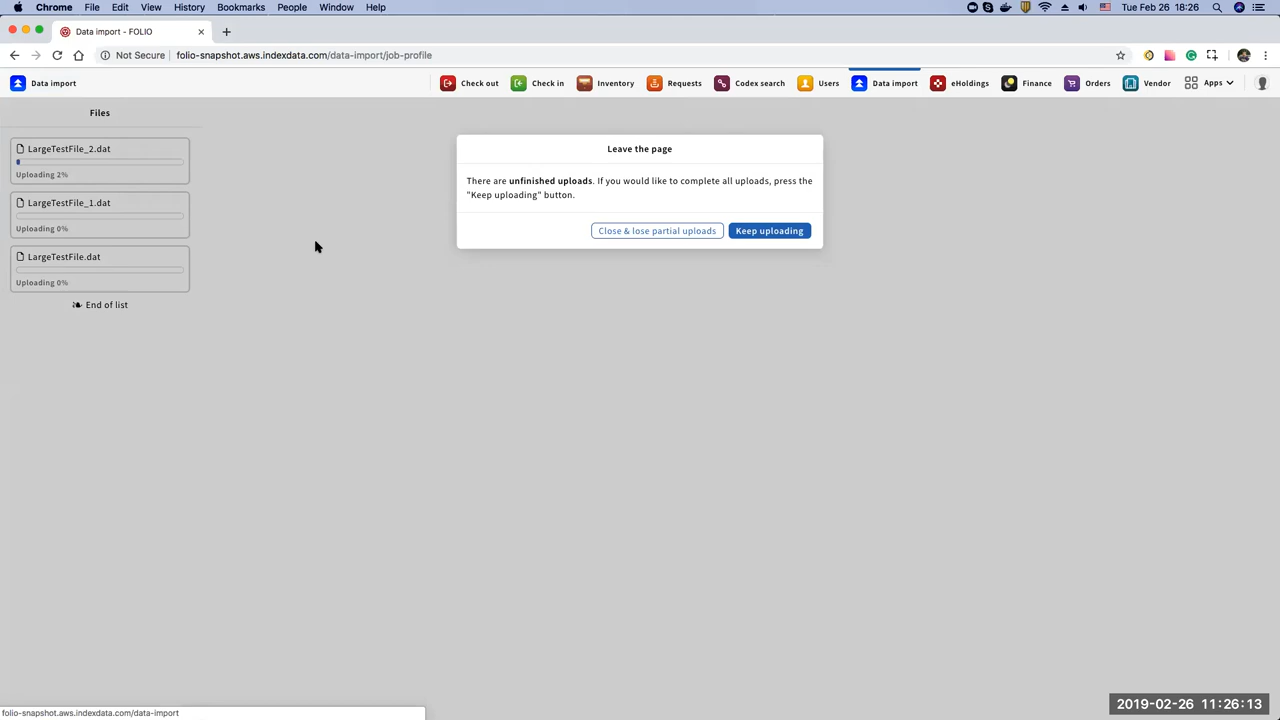 Chrome File Edit View History Bookmarks People Window Help Tue Feb 26 18:26
Data import - FOLIO
Not Secure folio-snapshot.aws.indexdata.com/data-import/job-profile
Data import Check out Check in Inventory Requests Codex search Users Data import eHoldings Finance Orders Vendor Apps
Files
LargeTestFile_2.dat
Uploading 2%
LargeTestFile_1.dat
Uploading 0%
LargeTestFile.dat
Uploading 0%
End of list
Leave the page
There are unfinished uploads. If you would like to complete all uploads, press the
"Keep uploading" button.
Close & lose partial uploads Keep uploading
folio-snapshot.aws.indexdata.com/data-import
2019-02-26 11:26:13